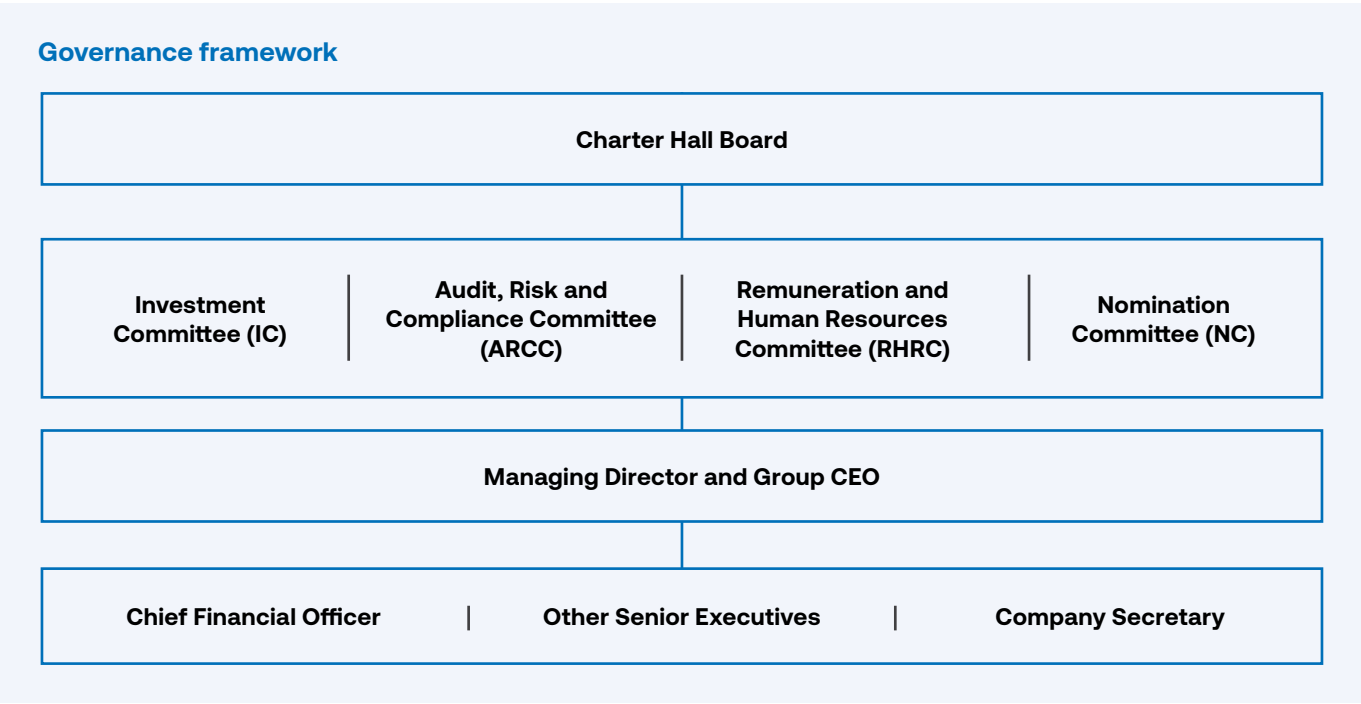 Governance framework
Charter Hall Board
Investment
Committee (IC)
Audit, Risk and
Compliance Committee
(ARCC)
Remuneration and
Human Resources
Committee (RHRC)
Nomination
Committee (NC)
Managing Director and Group CEO
Chief Financial Officer
Other Senior Executives
Company Secretary